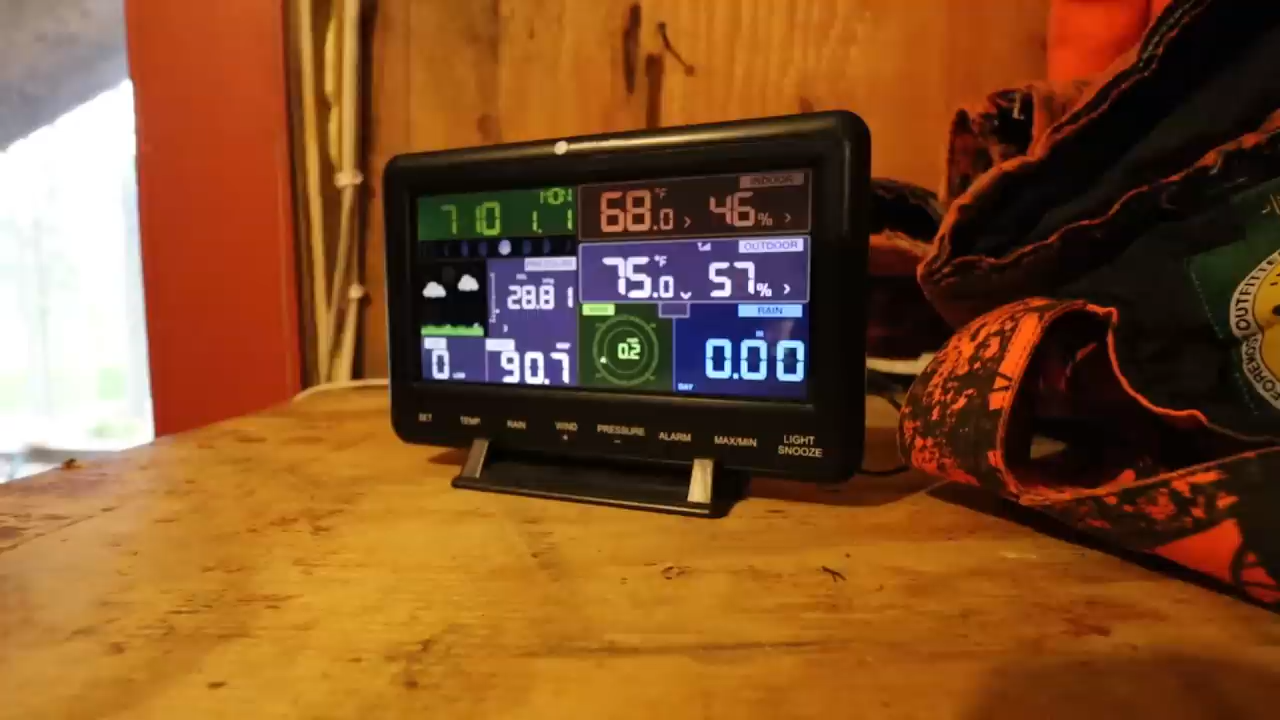 MON
7 10 1. 1
INDOOR
68.0 °F 46 %
OUTDOOR
75.0 °F 57 %
PRESSURE
28.81
RAIN
0 90.7
0.2
0.00
DAY
SET TEMP. RAIN WIND + PRESSURE - ALARM MAX/MIN LIGHT SNOOZE
OUTFITTE